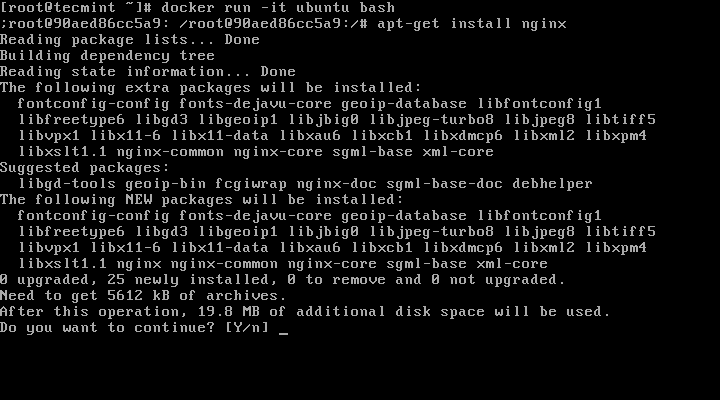 [root@tecmint ~]# docker run -it ubuntu bash
;root@90aed86cc5a9: /root@90aed86cc5a9:/# apt-get install nginx
Reading package lists... Done
Building dependency tree
Reading state information... Done
The following extra packages will be installed:
  fontconfig-config fonts-dejavu-core geoip-database libfontconfig1
  libfreetype6 libgd3 libgeoip1 libjbig0 libjpeg-turbo8 libjpeg8 libtiff5
  libvpx1 libx11-6 libx11-data libxau6 libxcb1 libxdmcp6 libxml2 libxpm4
  libxslt1.1 nginx-common nginx-core sgml-base xml-core
Suggested packages:
  libgd-tools geoip-bin fcgiwrap nginx-doc sgml-base-doc debhelper
The following NEW packages will be installed:
  fontconfig-config fonts-dejavu-core geoip-database libfontconfig1
  libfreetype6 libgd3 libgeoip1 libjbig0 libjpeg-turbo8 libjpeg8 libtiff5
  libvpx1 libx11-6 libx11-data libxau6 libxcb1 libxdmcp6 libxml2 libxpm4
  libxslt1.1 nginx nginx-common nginx-core sgml-base xml-core
0 upgraded, 25 newly installed, 0 to remove and 0 not upgraded.
Need to get 5612 kB of archives.
After this operation, 19.8 MB of additional disk space will be used.
Do you want to continue? [Y/n] _